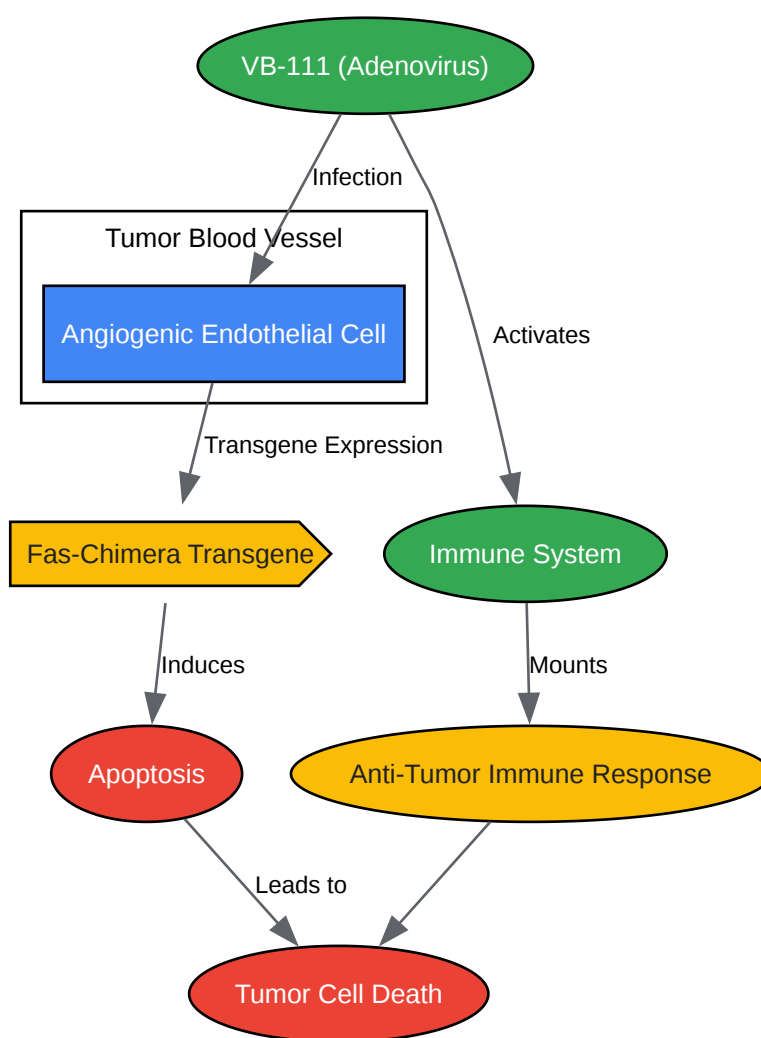 VB-111 (Adenovirus)
Infection
Tumor Blood Vessel
Angiogenic Endothelial Cell
Activates
Transgene Expression
Fas-Chimera Transgene
Immune System
Induces
Mounts
Apoptosis
Anti-Tumor Immune Response
Leads to
Tumor Cell Death